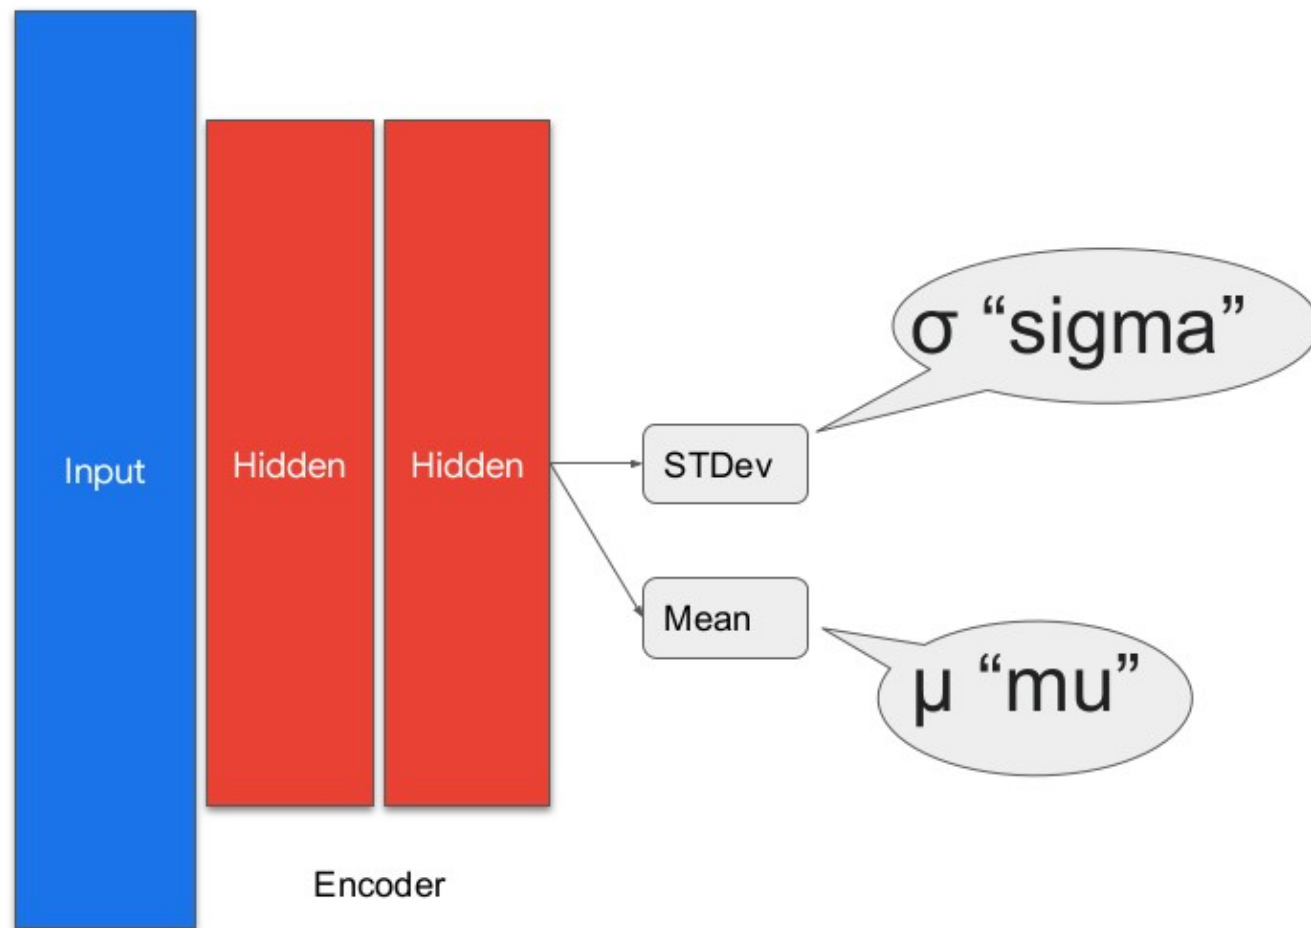 Input
Hidden
Hidden
STDev
Mean
σ “sigma”
μ “mu”
Encoder